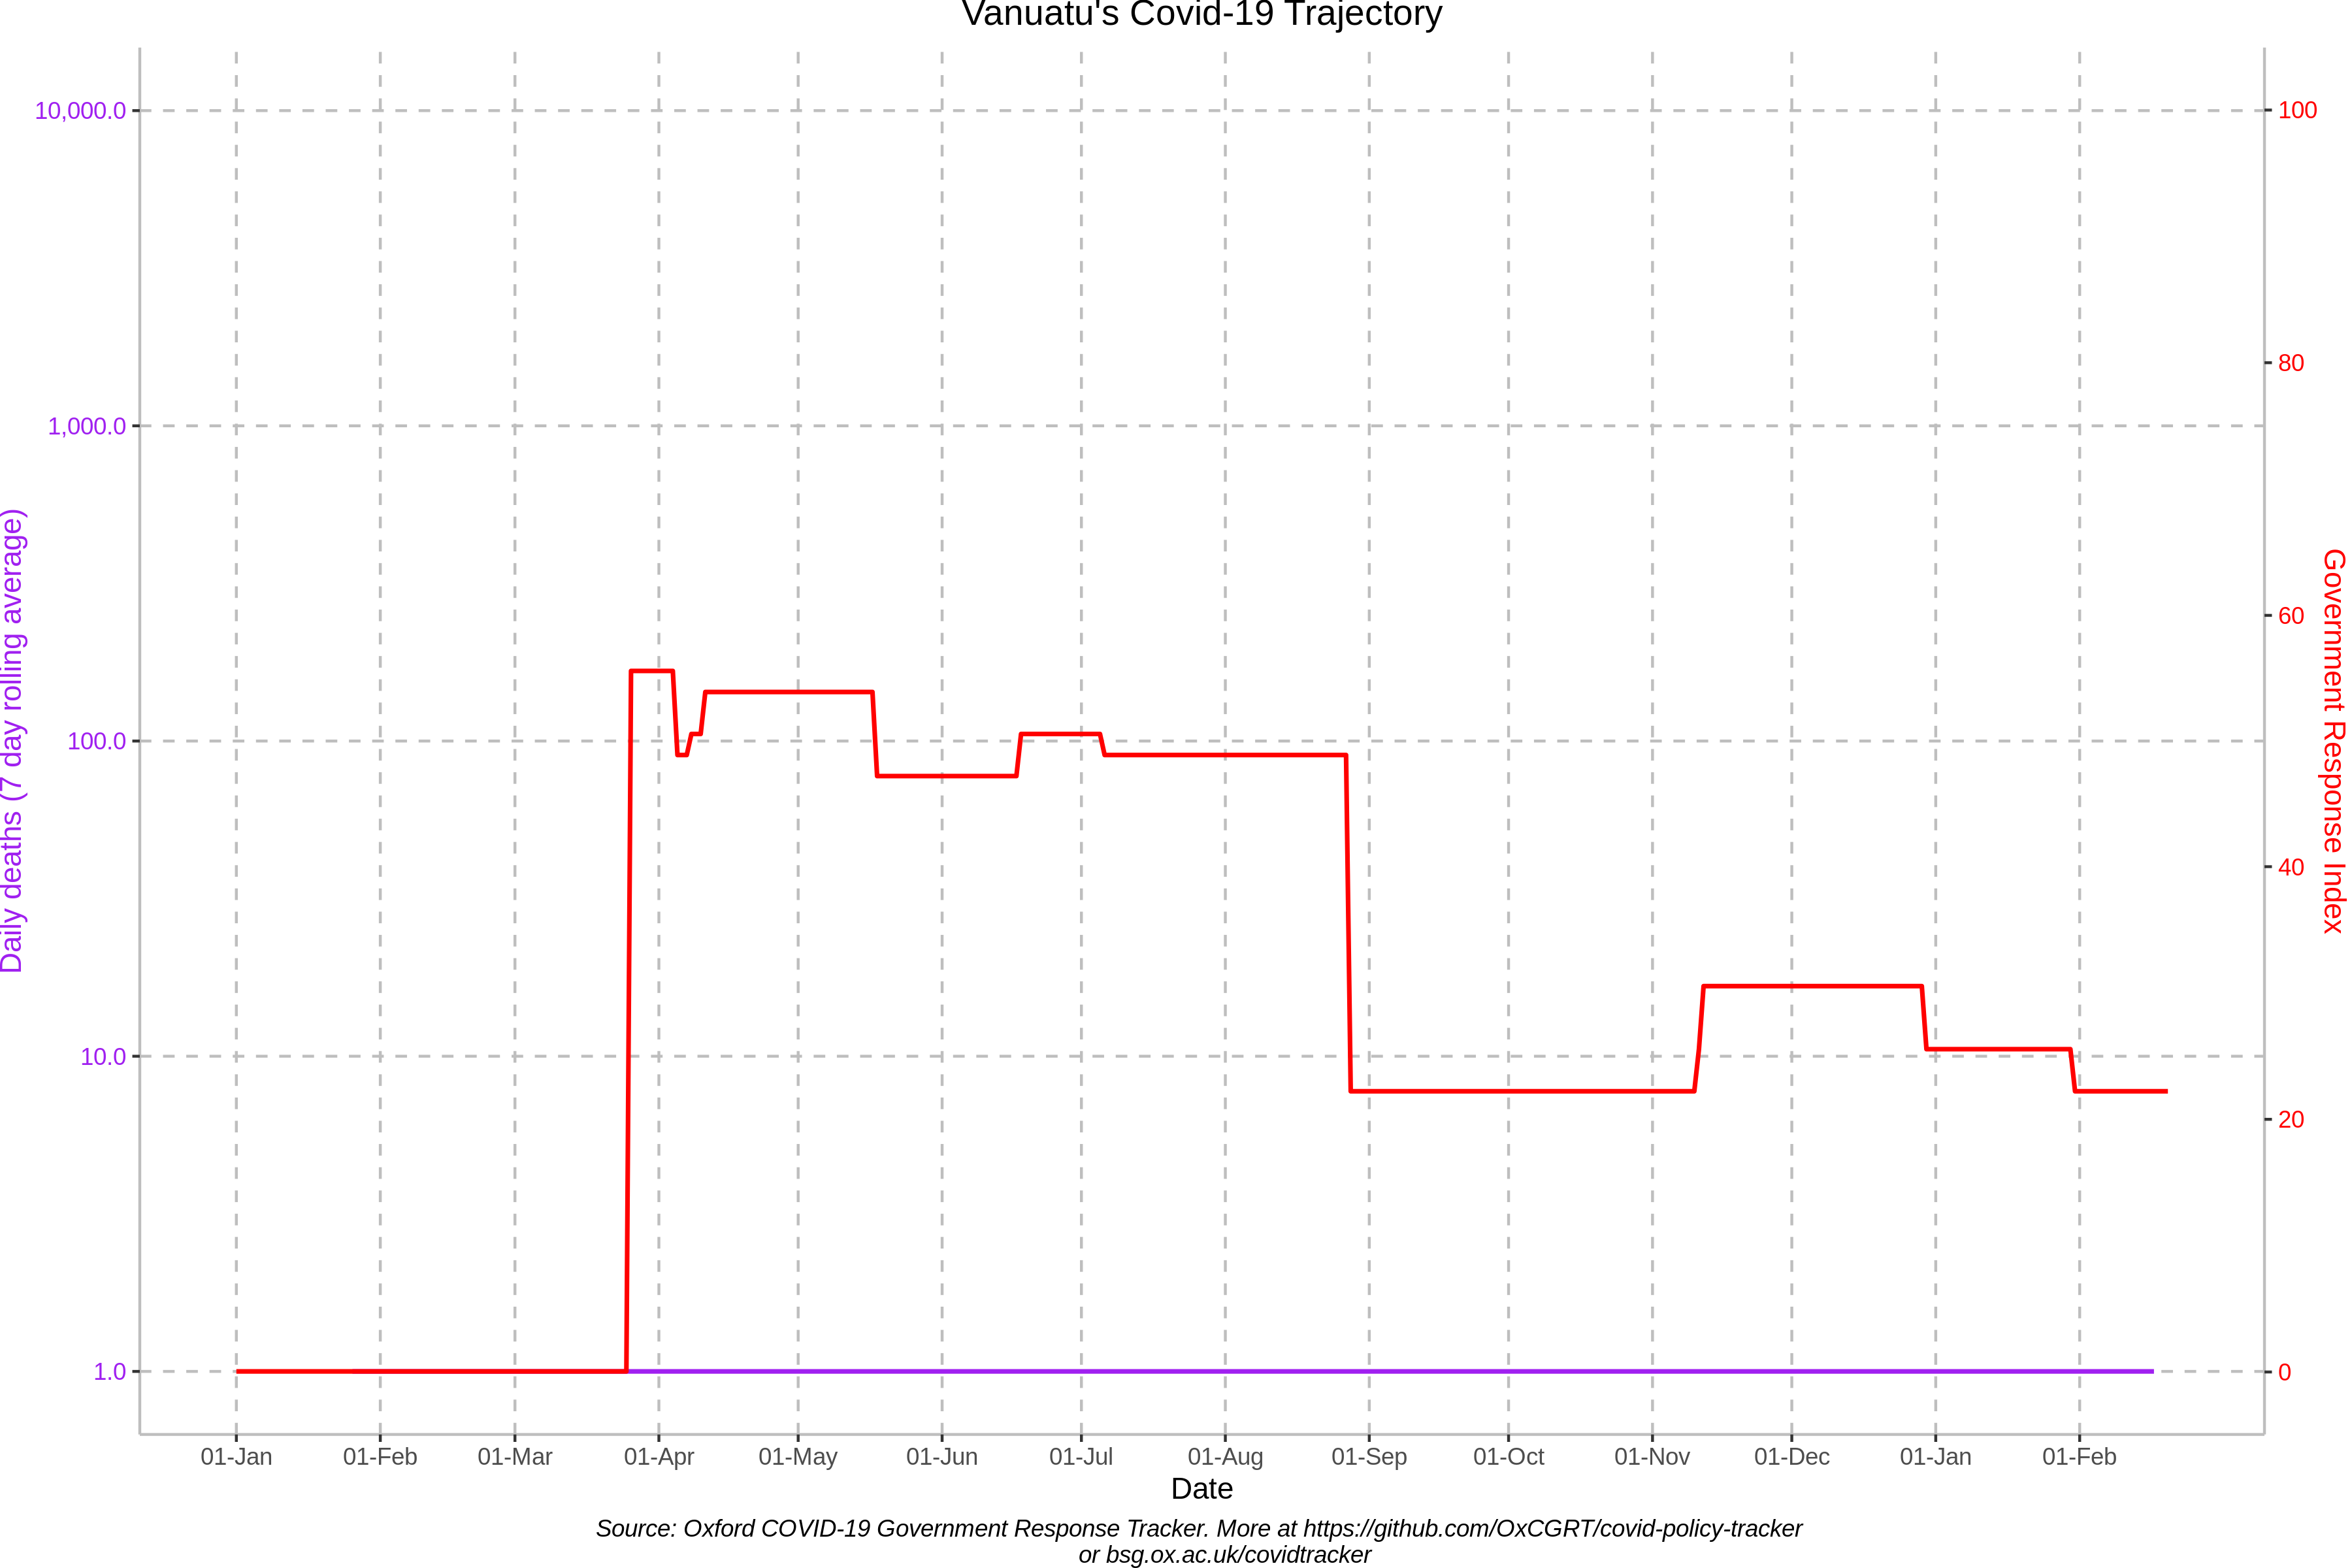 Vanuatu's Covid-19 Trajectory
10,000.0
1,000.0
100.0
10.0
1.0
Daily deaths (7 day rolling average)
100
80
60
40
20
0
Government Response Index
01-Jan
01-Feb
01-Mar
01-Apr
01-May
01-Jun
01-Jul
01-Aug
01-Sep
01-Oct
01-Nov
01-Dec
01-Jan
01-Feb
Date
Source: Oxford COVID-19 Government Response Tracker. More at https://github.com/OxCGRT/covid-policy-tracker
or bsg.ox.ac.uk/covidtracker